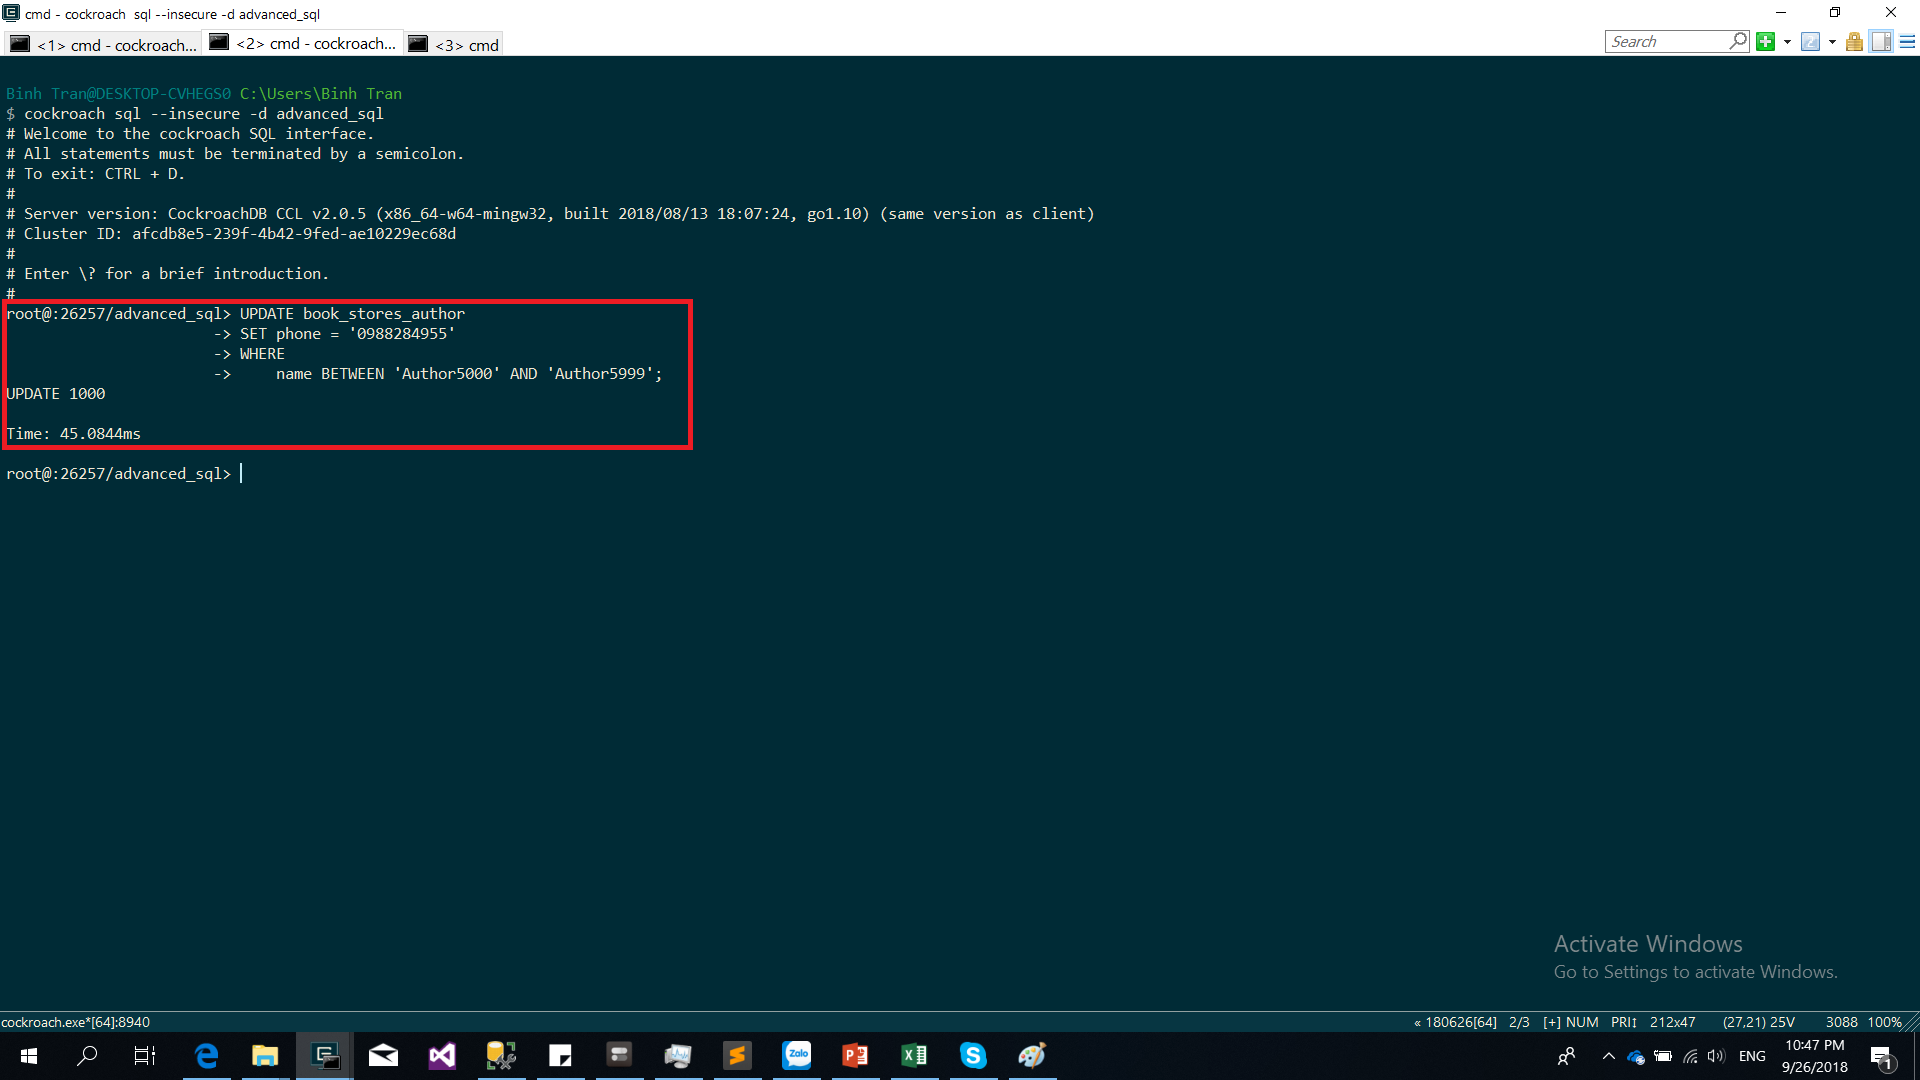 cmd - cockroach  sql --insecure -d advanced_sql
<1> cmd - cockroach... <2> cmd - cockroach... <3> cmd Search
Binh Tran@DESKTOP-CVHEGS0 C:\Users\Binh Tran
$ cockroach sql --insecure -d advanced_sql
# Welcome to the cockroach SQL interface.
# All statements must be terminated by a semicolon.
# To exit: CTRL + D.
#
# Server version: CockroachDB CCL v2.0.5 (x86_64-w64-mingw32, built 2018/08/13 18:07:24, go1.10) (same version as client)
# Cluster ID: afcdb8e5-239f-4b42-9fed-ae10229ec68d
#
# Enter \? for a brief introduction.
#
root@:26257/advanced_sql> UPDATE book_stores_author
-> SET phone = '0988284955'
-> WHERE
->     name BETWEEN 'Author5000' AND 'Author5999';
UPDATE 1000
Time: 45.0844ms
root@:26257/advanced_sql>
Activate Windows
Go to Settings to activate Windows.
cockroach.exe*[64]:8940 « 180626[64] 2/3 [+] NUM PRI↕ 212x47 (27,21) 25V 3088 100%
Zalo ENG 10:47 PM
9/26/2018 1